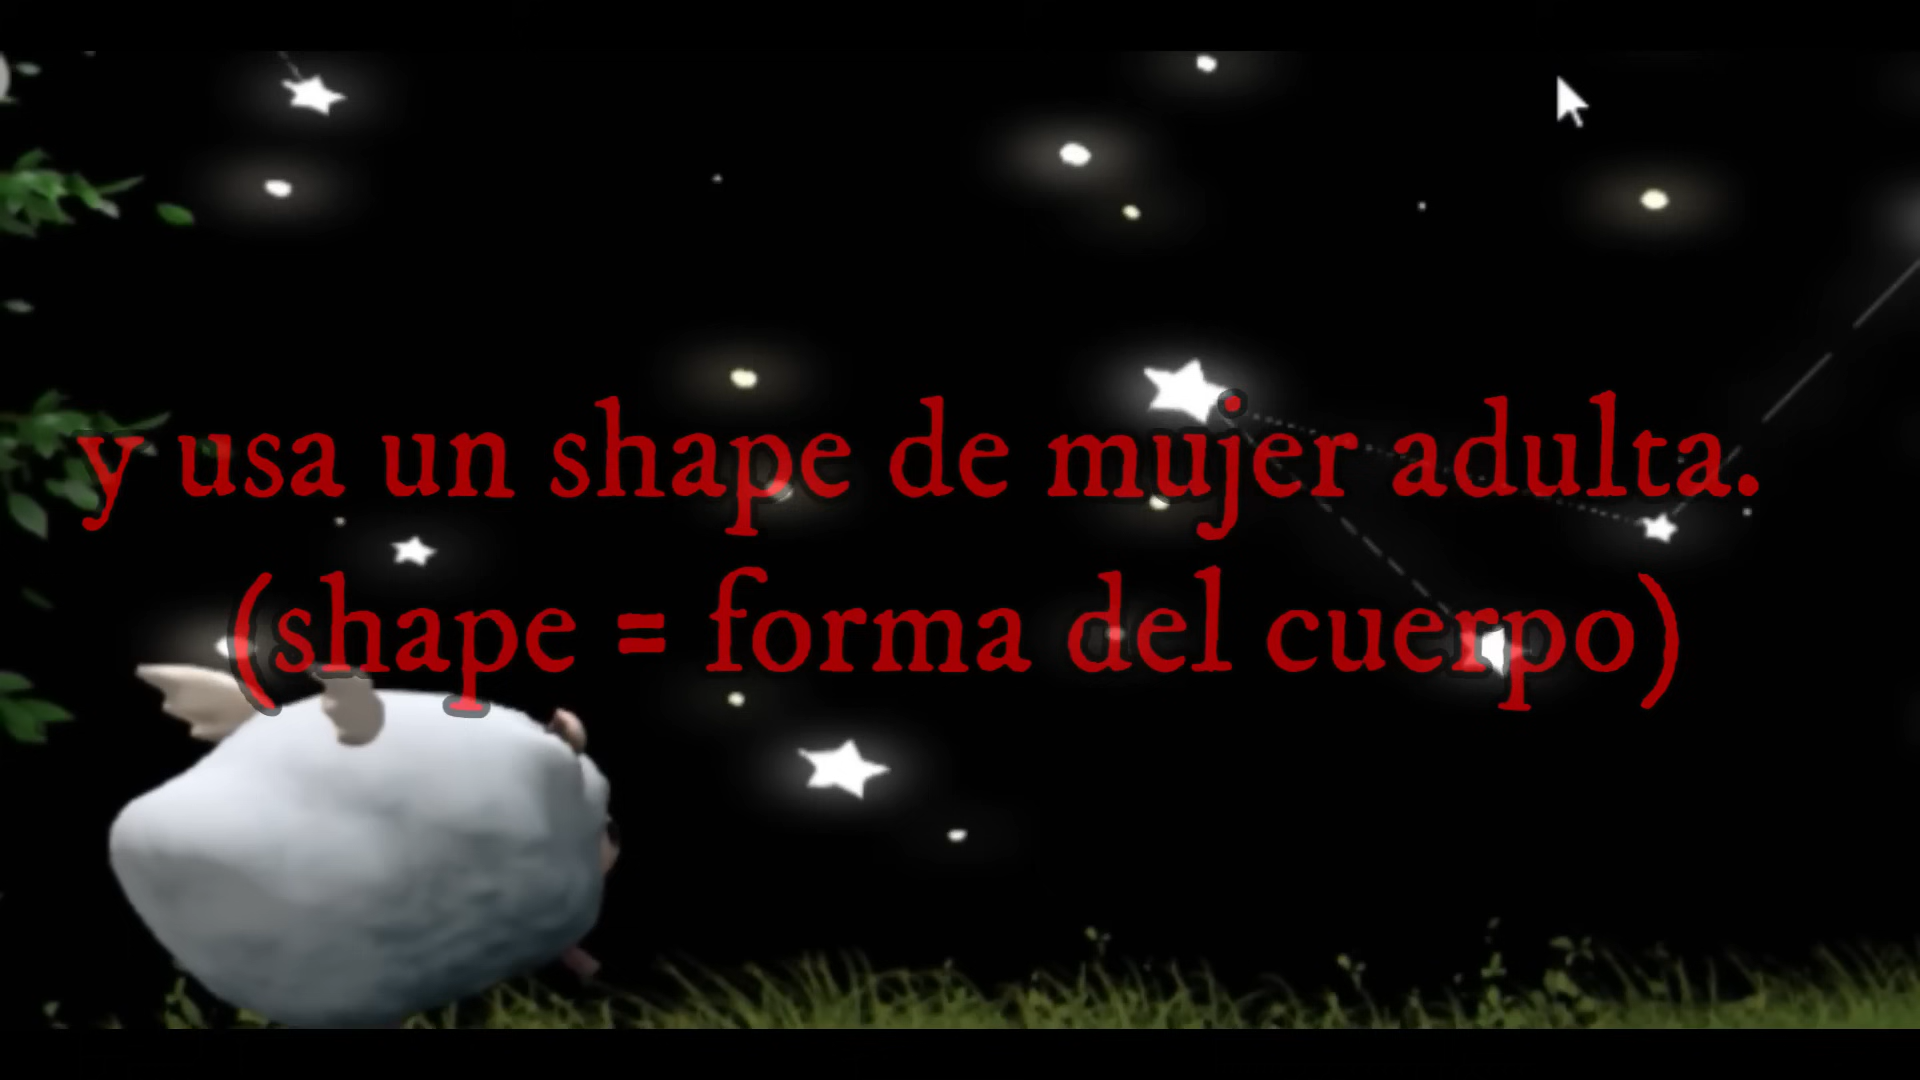 y usa un shape de mujer adulta.
(shape = forma del cuerpo)